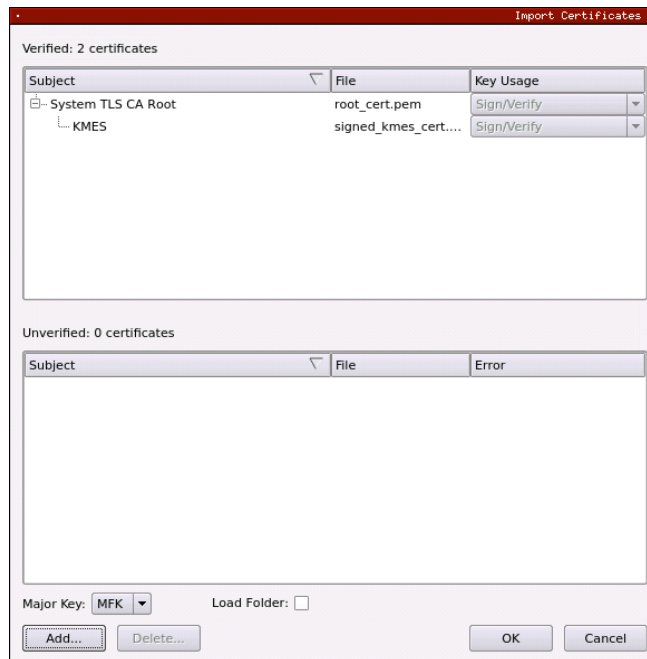 Import Certificates
Verified: 2 certificates
Subject File Key Usage
System TLS CA Root root_cert.pem Sign/Verify
KMES signed_kmes_cert.... Sign/Verify
Unverified: 0 certificates
Subject File Error
Major Key: MFK Load Folder:
Add... Delete... OK Cancel